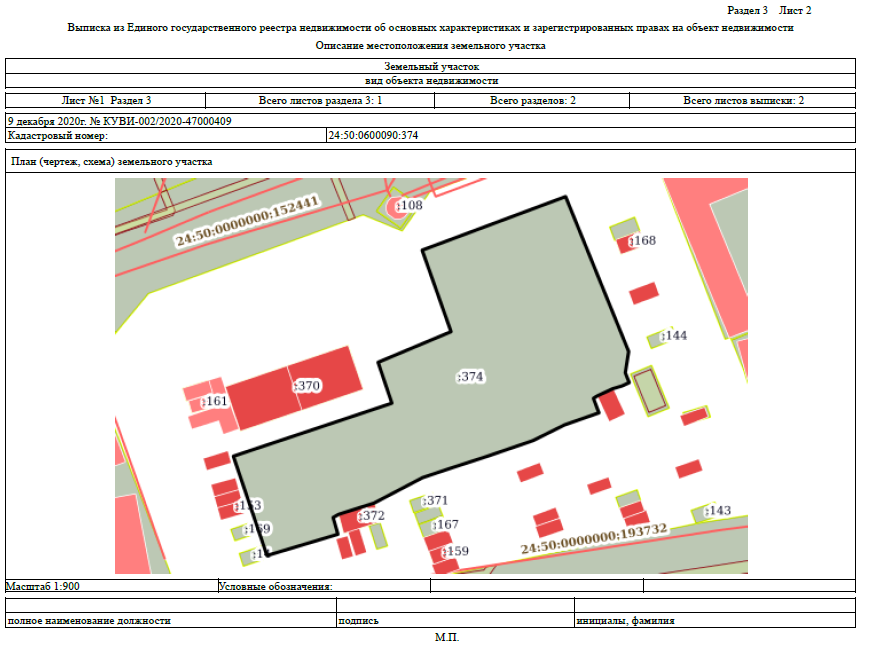 Раздел 3 Лист 2
Выписка из Единого государственного реестра недвижимости об основных характеристиках и зарегистрированных правах на объект недвижимости
Описание местоположения земельного участка
Земельный участок
вид объекта недвижимости
Лист №1 Раздел 3 Всего листов раздела 3: 1 Всего разделов: 2 Всего листов выписки: 2
9 декабря 2020г. № КУВИ-002/2020-47000409
Кадастровый номер: 24:50:0600090:374
План (чертеж, схема) земельного участка
:108
24:50:0000000:152441
:168
:144
:374
:370
:161
:371
:372
:167
:143
:169
:159
24:50:0000000:193732
Масштаб 1:900 Условные обозначения:
полное наименование должности подпись инициалы, фамилия
М.П.